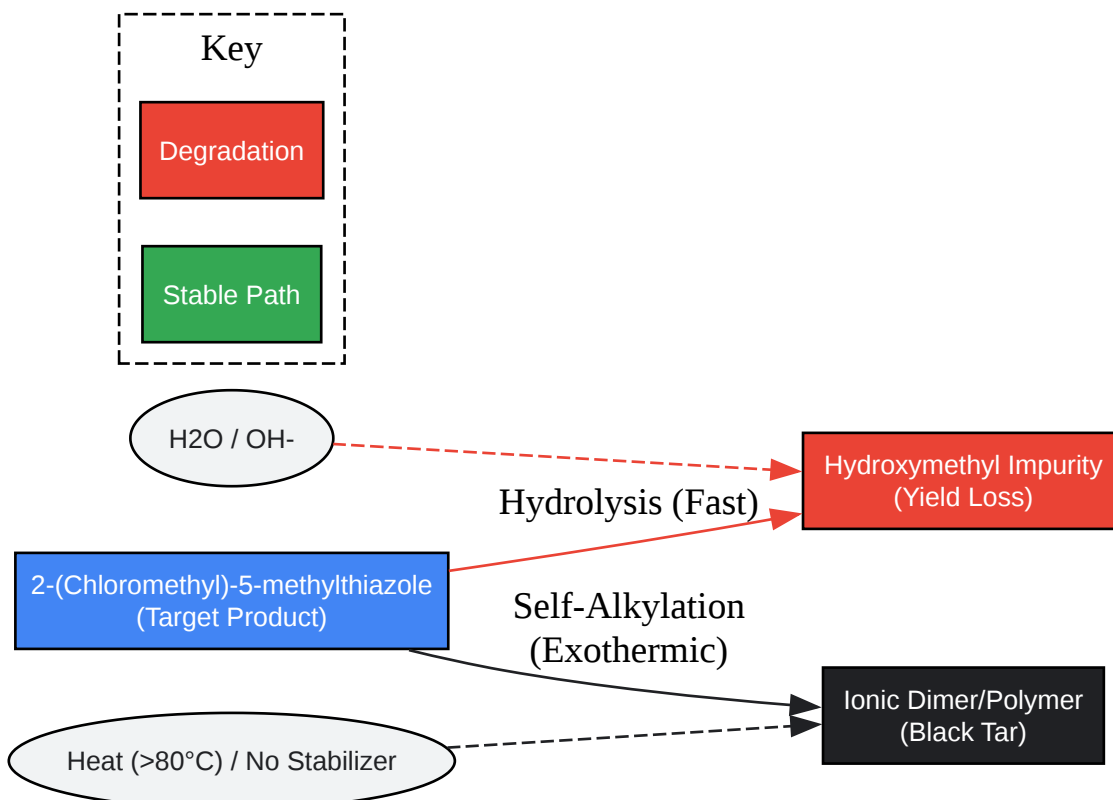 Key
Degradation
Stable Path
H2O / OH-
Hydroxymethyl Impurity
(Yield Loss)
Hydrolysis (Fast)
2-(Chloromethyl)-5-methylthiazole
(Target Product)
Self-Alkylation
(Exothermic)
Ionic Dimer/Polymer
(Black Tar)
Heat (>80°C) / No Stabilizer